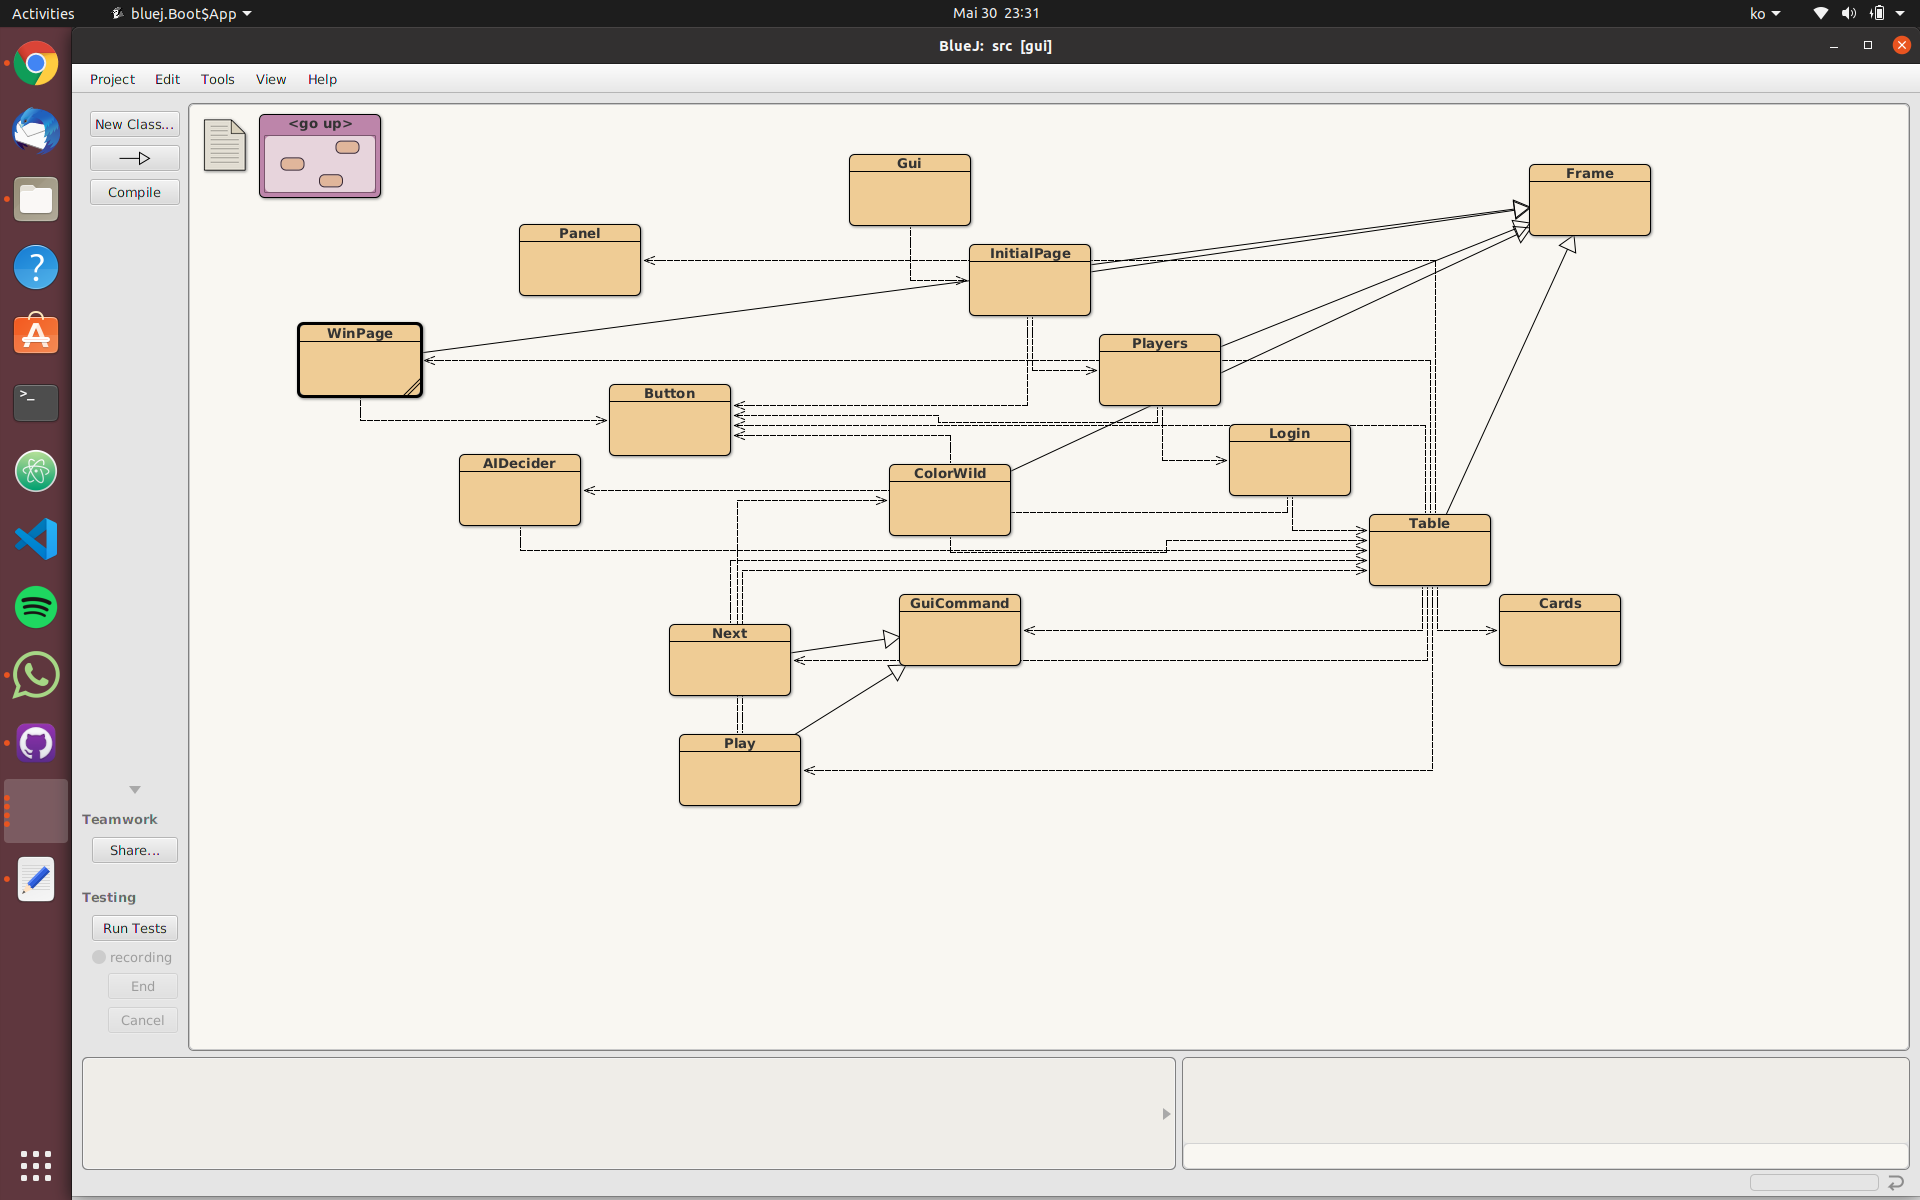 Activities
bluej.Boot$App
Mai 30 23:31
ko
BlueJ: src [gui]
Project Edit Tools View Help
New Class...
Compile
<go up>
Gui
Frame
Panel
InitialPage
WinPage
Players
Button
Login
AIDecider
ColorWild
Table
GuiCommand
Cards
Next
Play
Teamwork
Share...
Testing
Run Tests
recording
End
Cancel
>_
?